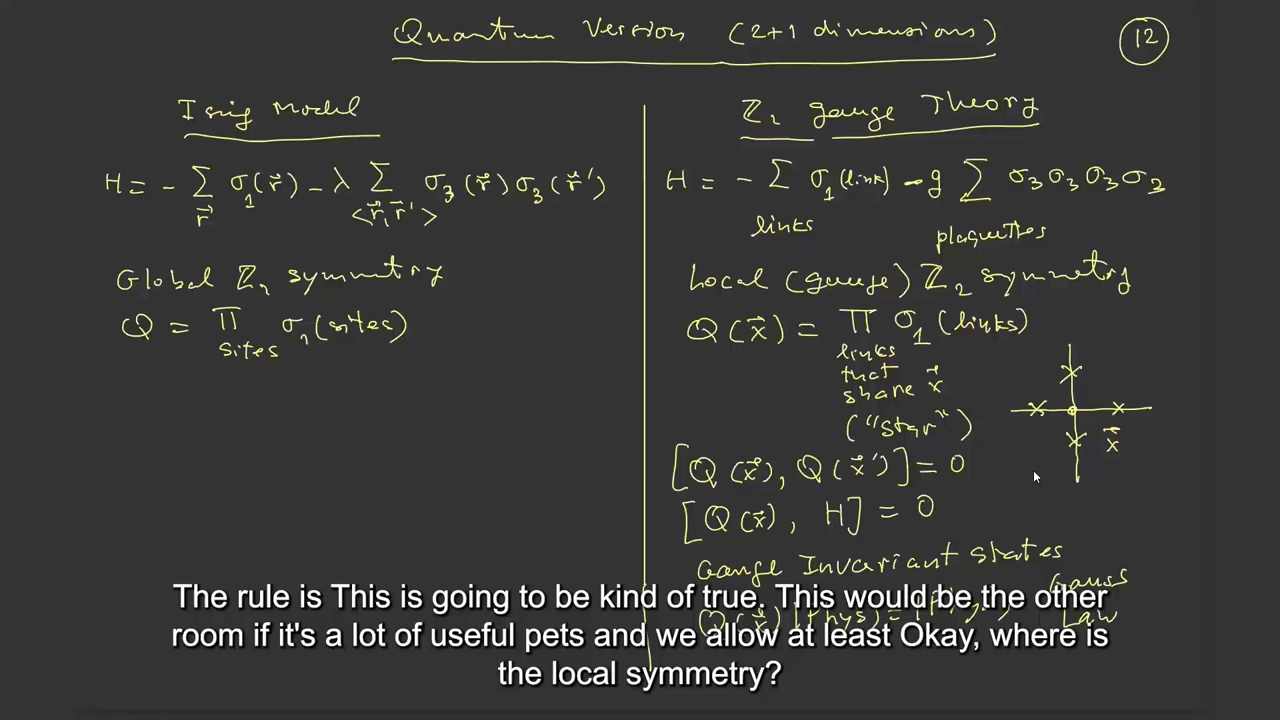 Quantum Version (2+1 dimensions)
12
Ising Model
H = - Σ σ₁(r⃗) - λ Σ σ₃(r⃗) σ₃(r⃗')
r⃗ <r⃗, r⃗'>
Global ℤ₂ symmetry
Q = Π σ₁(sites)
sites
ℤ₂ gauge Theory
H = - Σ σ₁(link) - g Σ σ₃σ₃σ₃σ₃
links
plaquettes
Local (gauge) ℤ₂ symmetry
Q(x⃗) = Π σ₁(links)
links
that
share x⃗
("star")
x⃗
[Q(x⃗), Q(x⃗')] = 0
[Q(x⃗), H] = 0
Gauge Invariant States
Gauss
Law
The rule is This is going to be kind of true. This would be the other
room if it's a lot of useful pets and we allow at least Okay, where is
the local symmetry?